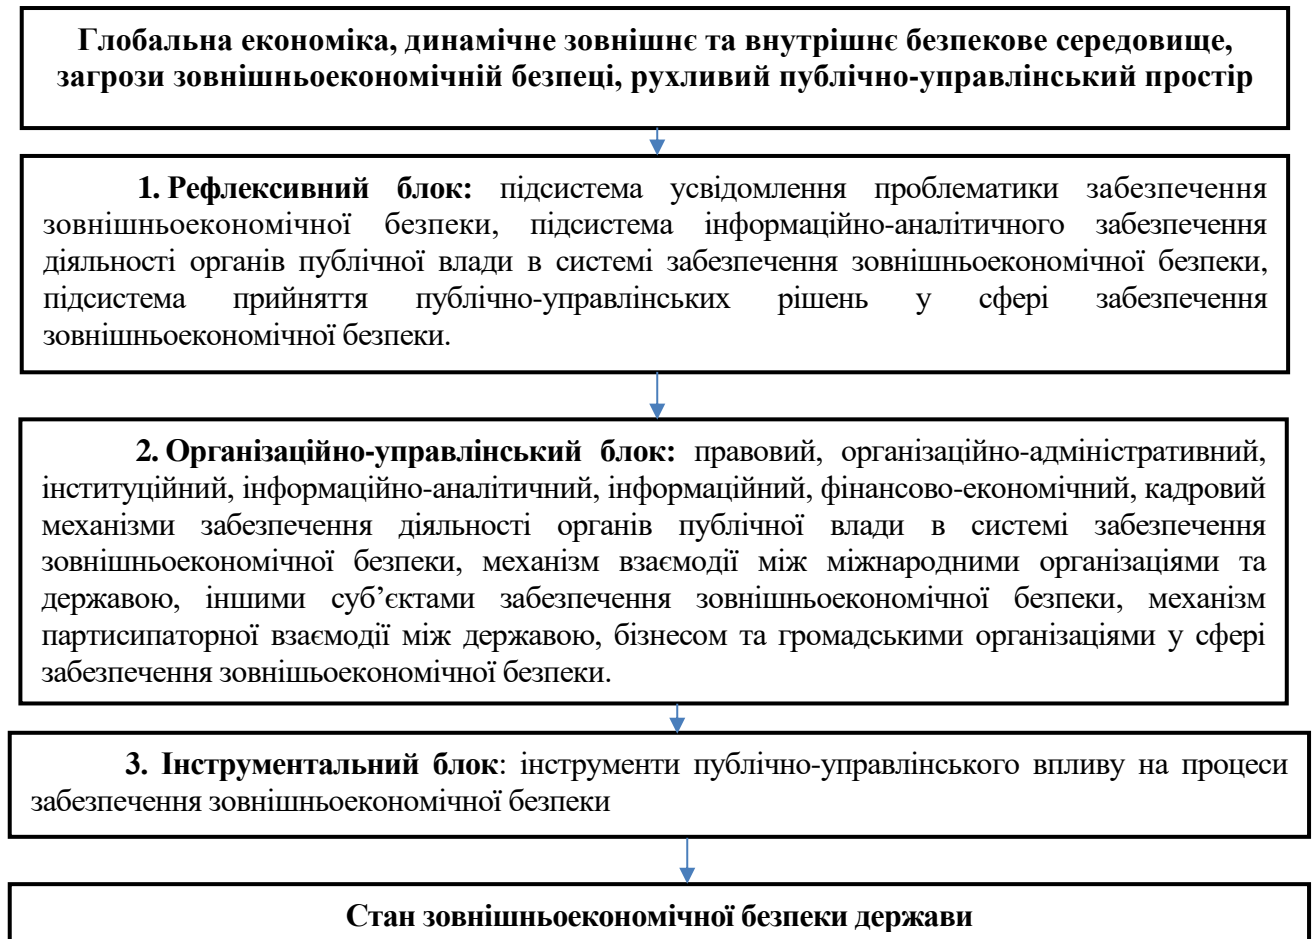 Глобальна економіка, динамічне зовнішнє та внутрішнє безпекове середовище,
загрози зовнішньоекономічній безпеці, рухливий публічно-управлінський простір
1. Рефлексивний блок: підсистема усвідомлення проблематики забезпечення
зовнішньоекономічної безпеки, підсистема інформаційно-аналітичного забезпечення
діяльності органів публічної влади в системі забезпечення зовнішньоекономічної безпеки,
підсистема прийняття публічно-управлінських рішень у сфері забезпечення
зовнішньоекономічної безпеки.
2. Організаційно-управлінський блок: правовий, організаційно-адміністративний,
інституційний, інформаційно-аналітичний, інформаційний, фінансово-економічний, кадровий
механізми забезпечення діяльності органів публічної влади в системі забезпечення
зовнішньоекономічної безпеки, механізм взаємодії між міжнародними організаціями та
державою, іншими суб’єктами забезпечення зовнішньоекономічної безпеки, механізм
партисипаторної взаємодії між державою, бізнесом та громадськими організаціями у сфері
забезпечення зовнішьоекономічної безпеки.
3. Інструментальний блок: інструменти публічно-управлінського впливу на процеси
забезпечення зовнішньоекономічної безпеки
Стан зовнішньоекономічної безпеки держави